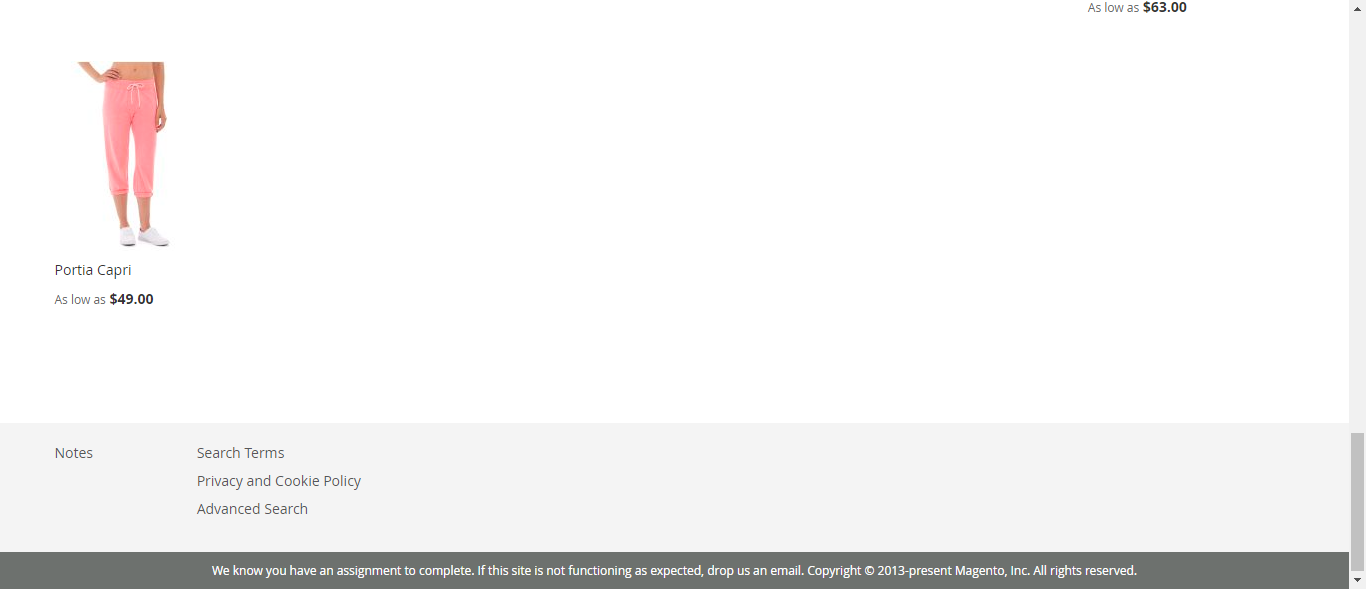 As low as $63.00
Portia Capri
As low as $49.00
Notes
Search Terms
Privacy and Cookie Policy
Advanced Search
We know you have an assignment to complete. If this site is not functioning as expected, drop us an email. Copyright © 2013-present Magento, Inc. All rights reserved.